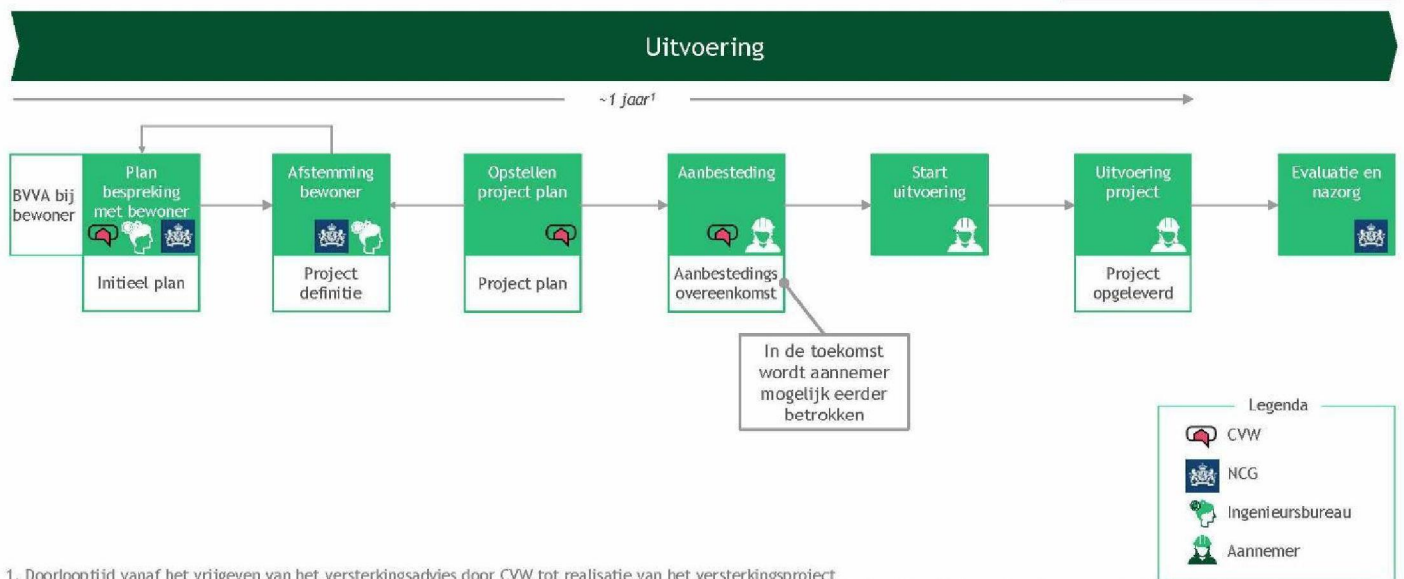 Uitvoering
~1 jaar¹
BVVA bij
bewoner
Plan
bespreking
met bewoner
Initieel plan
Afstemming
bewoner
Project
definitie
Opstellen
project plan
Project plan
Aanbesteding
Aanbestedings
overeenkomst
Start
uitvoering
Uitvoering
project
Project
opgeleverd
Evaluatie en
nazorg
In de toekomst
wordt aannemer
mogelijk eerder
betrokken
Legenda
CVW
NCG
Ingenieursbureau
Aannemer
1. Doorlooptijd vanaf het vrijgeven van het versterkingsadvies door CVW tot realisatie van het versterkingsproject